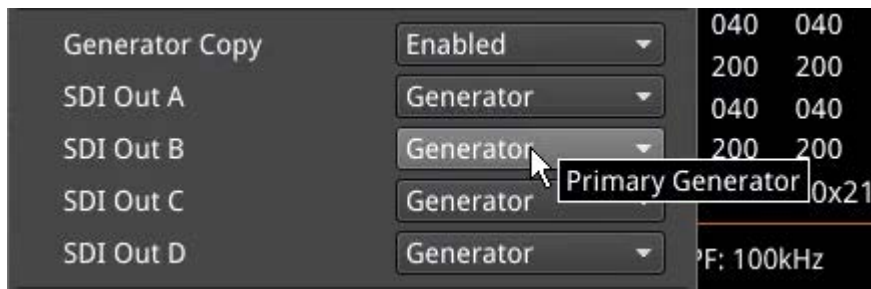 Generator Copy Enabled 040 040
200 200
SDI Out A Generator 040 040
SDI Out B Generator 200 200
Primary Generator 0x21
SDI Out C Generator
SDI Out D Generator PF: 100kHz